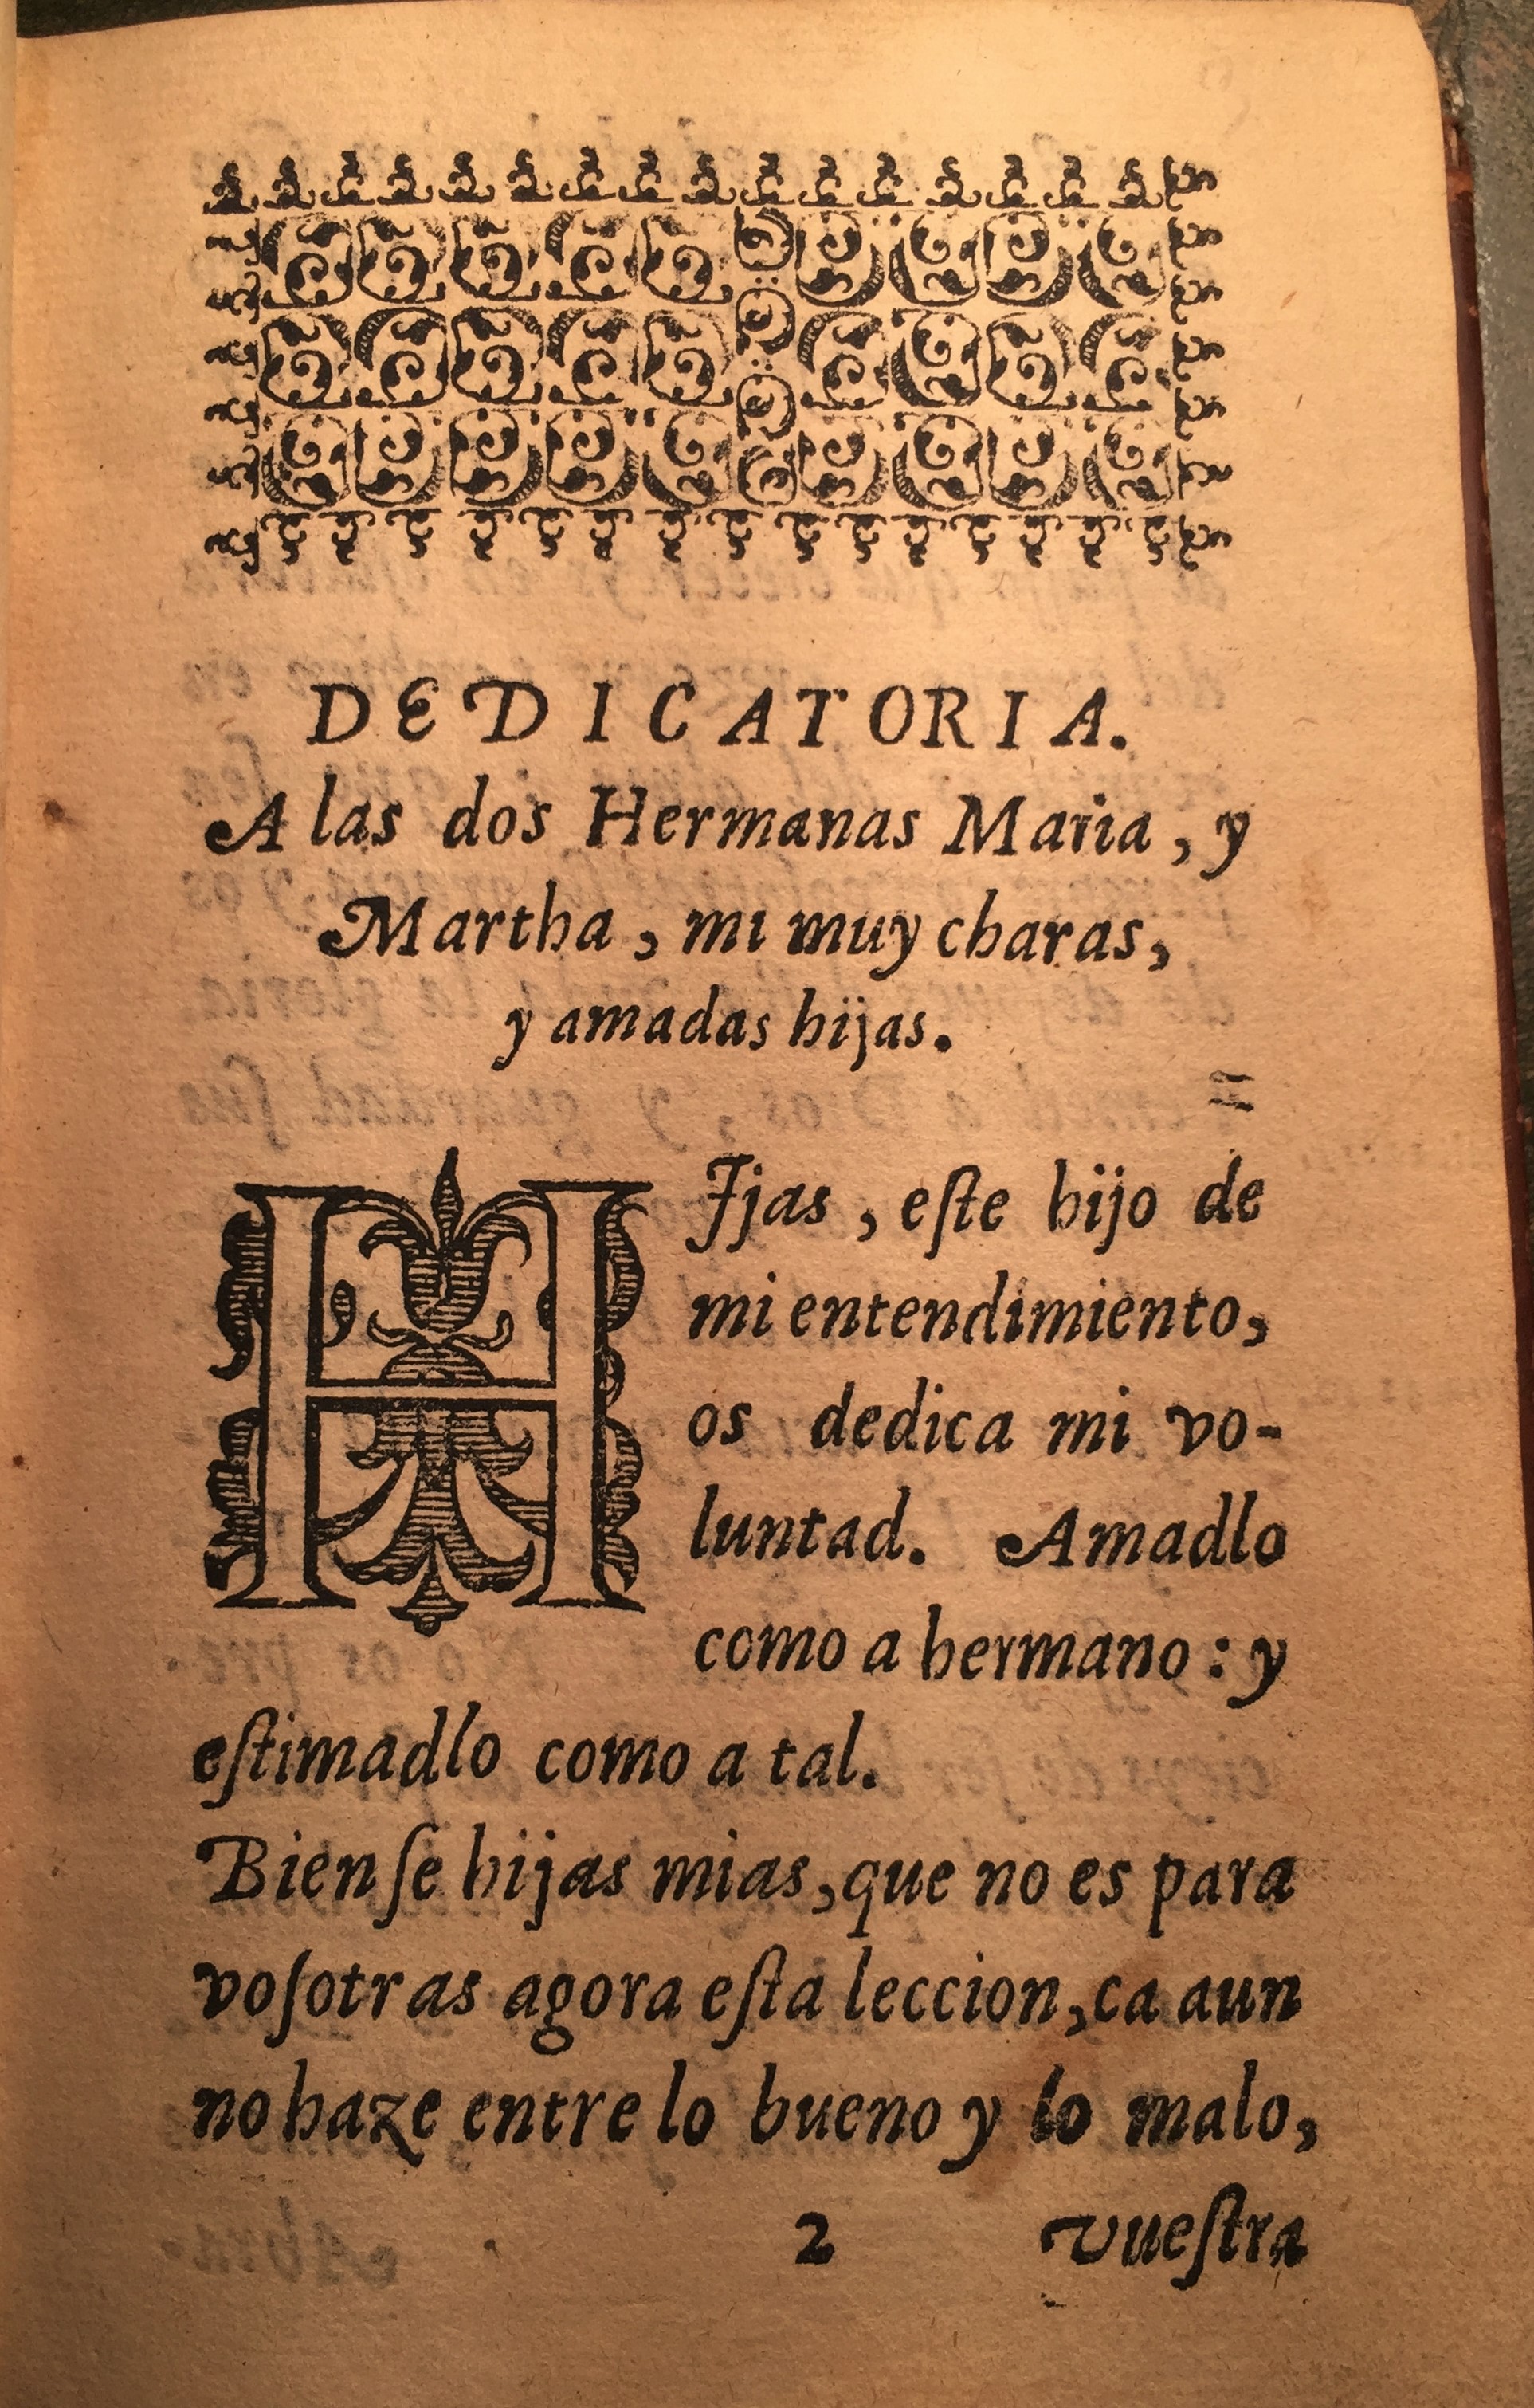 DEDICATORIA.
A las dos Hermanas Maria, y
Martha, mi muy charas,
y amadas hijas.
HIjas, eſte hijo de
mi entendimiento,
os dedica mi vo-
luntad. Amadlo
como a hermano: y
eſtimadlo como a tal.
Bien ſe hijas mias, que no es para
voſotras agora eſta leccion, ca aun
no haze entre lo bueno y lo malo,
2 vueſtra